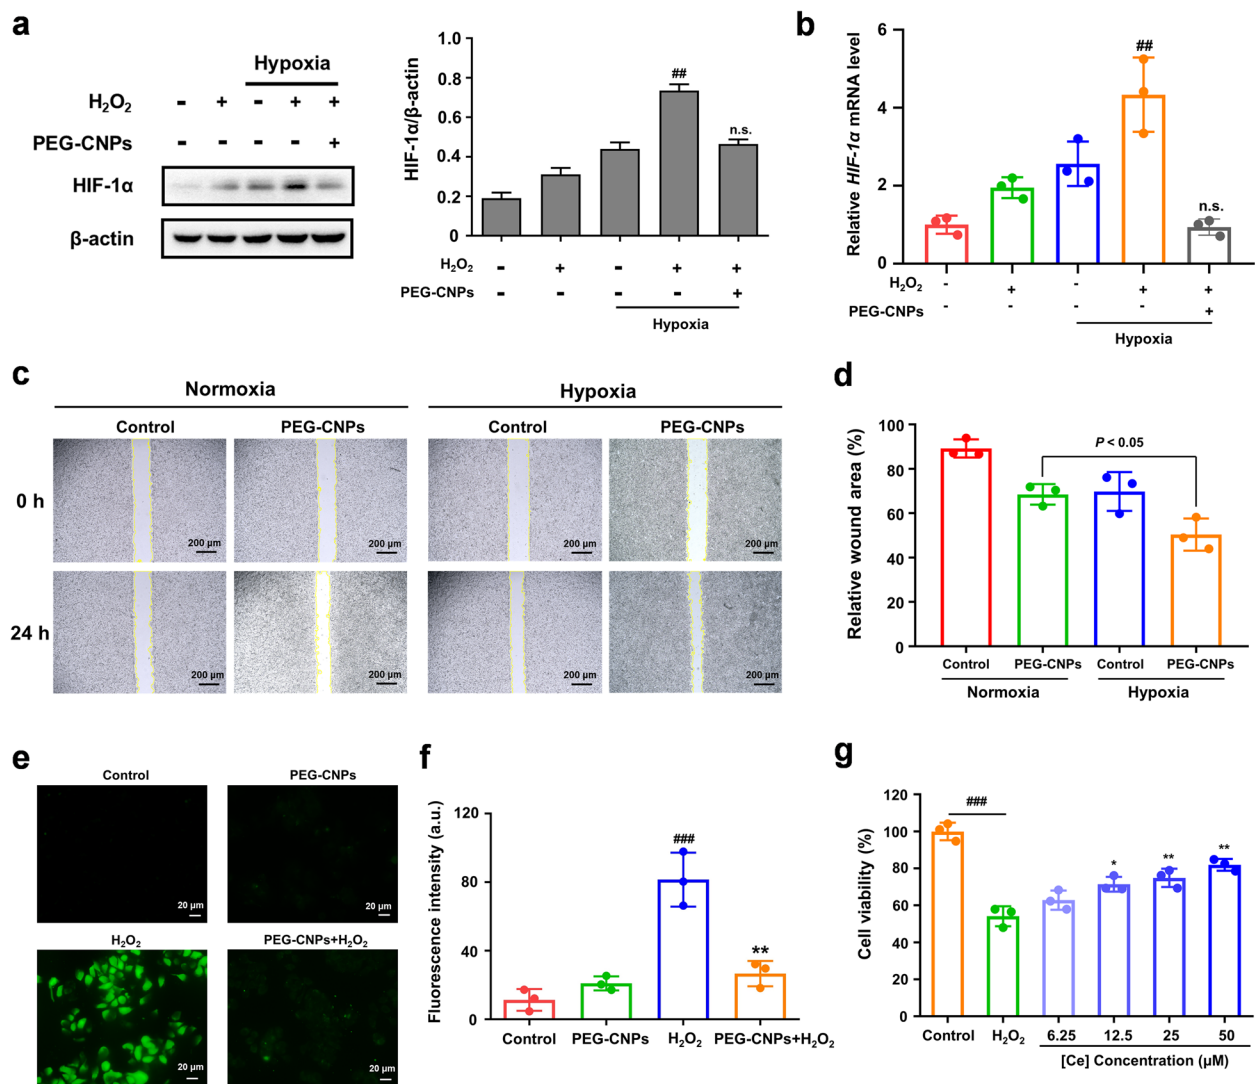 a
Hypoxia
H₂O₂ - + - + +
PEG-CNPs - - - - +
HIF-1α
β-actin
HIF-1α/β-actin
1.0
0.8
0.6
0.4
0.2
0
##
n.s.
H₂O₂ - + - + +
PEG-CNPs - - - - +
Hypoxia
b
Relative HIF-1α mRNA level
6
4
2
0
##
n.s.
H₂O₂ - + - + +
PEG-CNPs - - - - +
Hypoxia
c
Normoxia Hypoxia
Control PEG-CNPs Control PEG-CNPs
0 h
200 µm 200 µm 200 µm 200 µm
24 h
200 µm 200 µm 200 µm 200 µm
d
Relative wound area (%)
100
80
60
40
20
0
P < 0.05
Control PEG-CNPs Control PEG-CNPs
Normoxia Hypoxia
e
Control PEG-CNPs
20 µm 20 µm
H₂O₂ PEG-CNPs+H₂O₂
20 µm 20 µm
f
Fluorescence intensity (a.u.)
120
80
40
0
###
**
Control PEG-CNPs H₂O₂ PEG-CNPs+H₂O₂
g
Cell viability (%)
120
100
80
60
40
20
0
###
* ** **
Control H₂O₂ 6.25 12.5 25 50
[Ce] Concentration (µM)